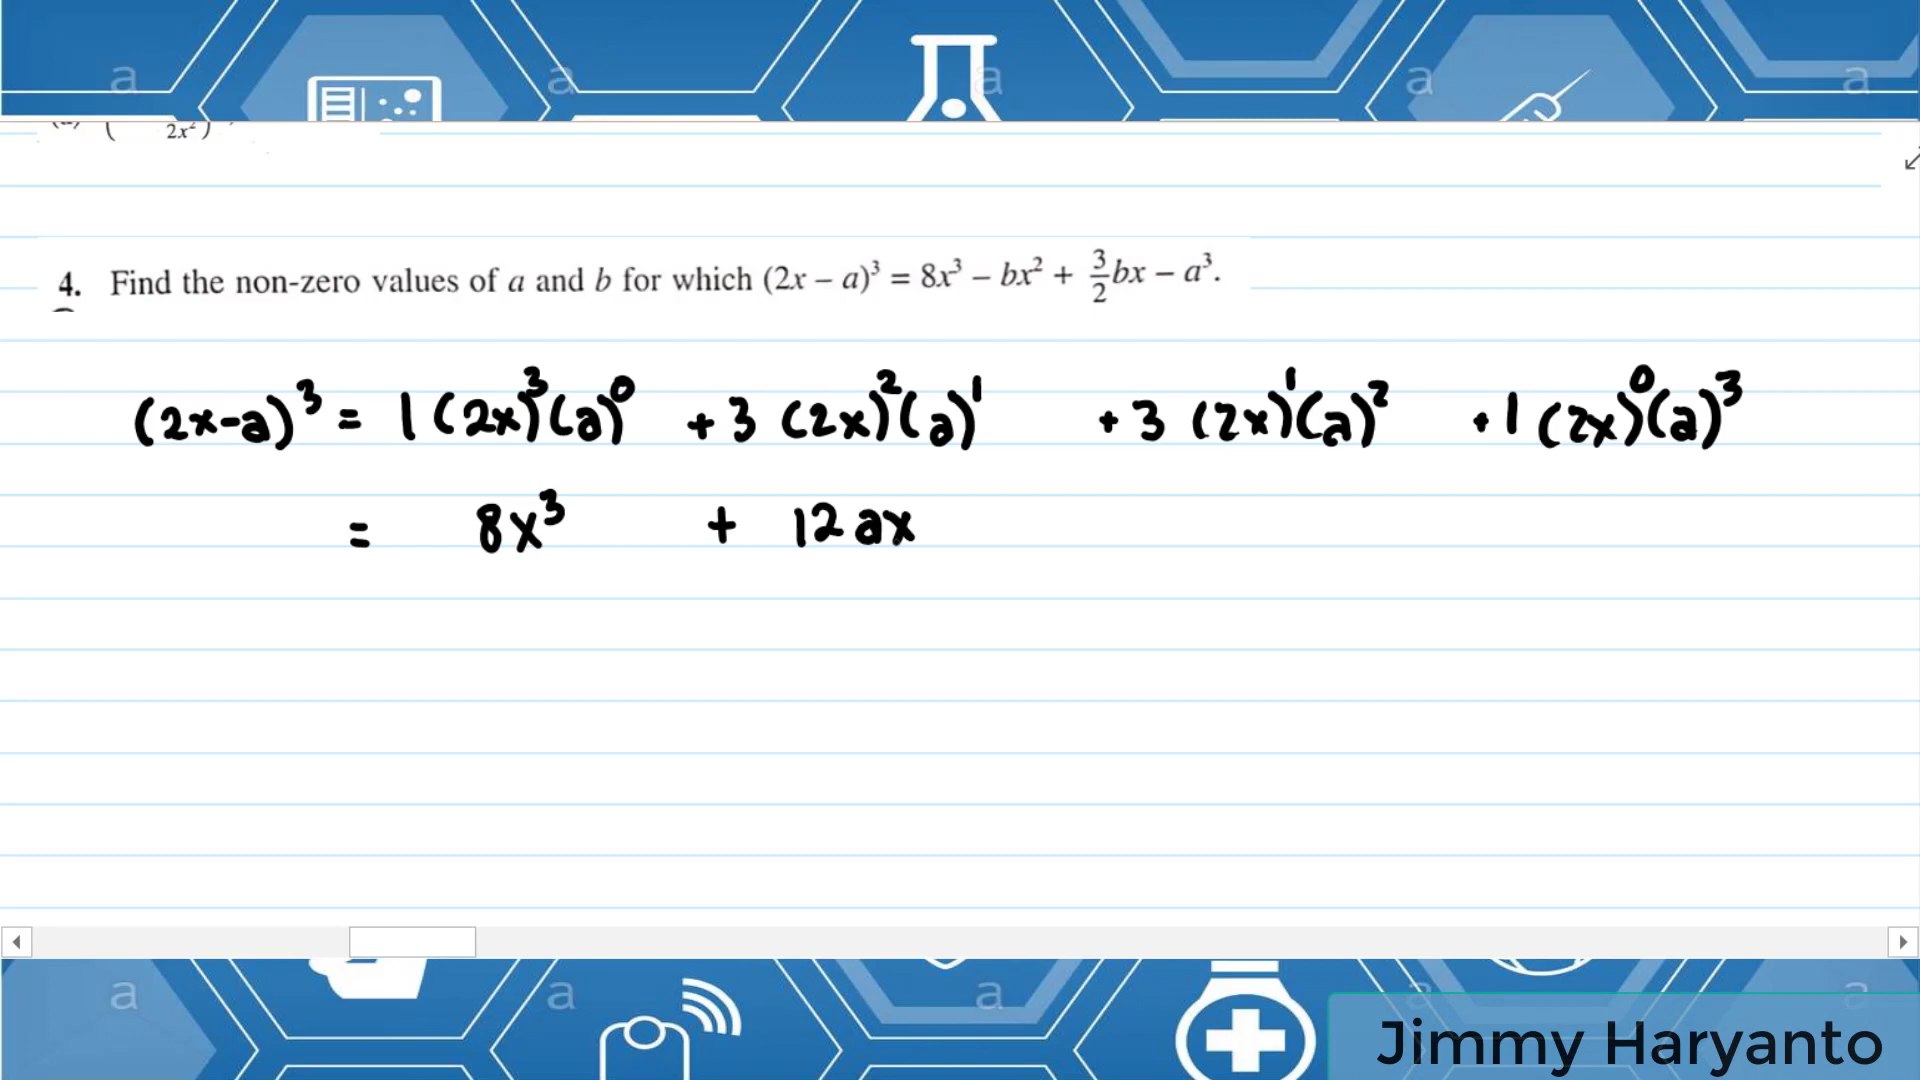 2x²)
4. Find the non-zero values of a and b for which (2x – a)³ = 8x³ – bx² + 3/2 bx – a³.
(2x-a)³ = 1(2x)³(a)⁰ + 3(2x)²(a)¹ + 3(2x)¹(a)² + 1(2x)⁰(a)³
= 8x³ + 12ax
a a a a a
a a a a a
Jimmy Haryanto